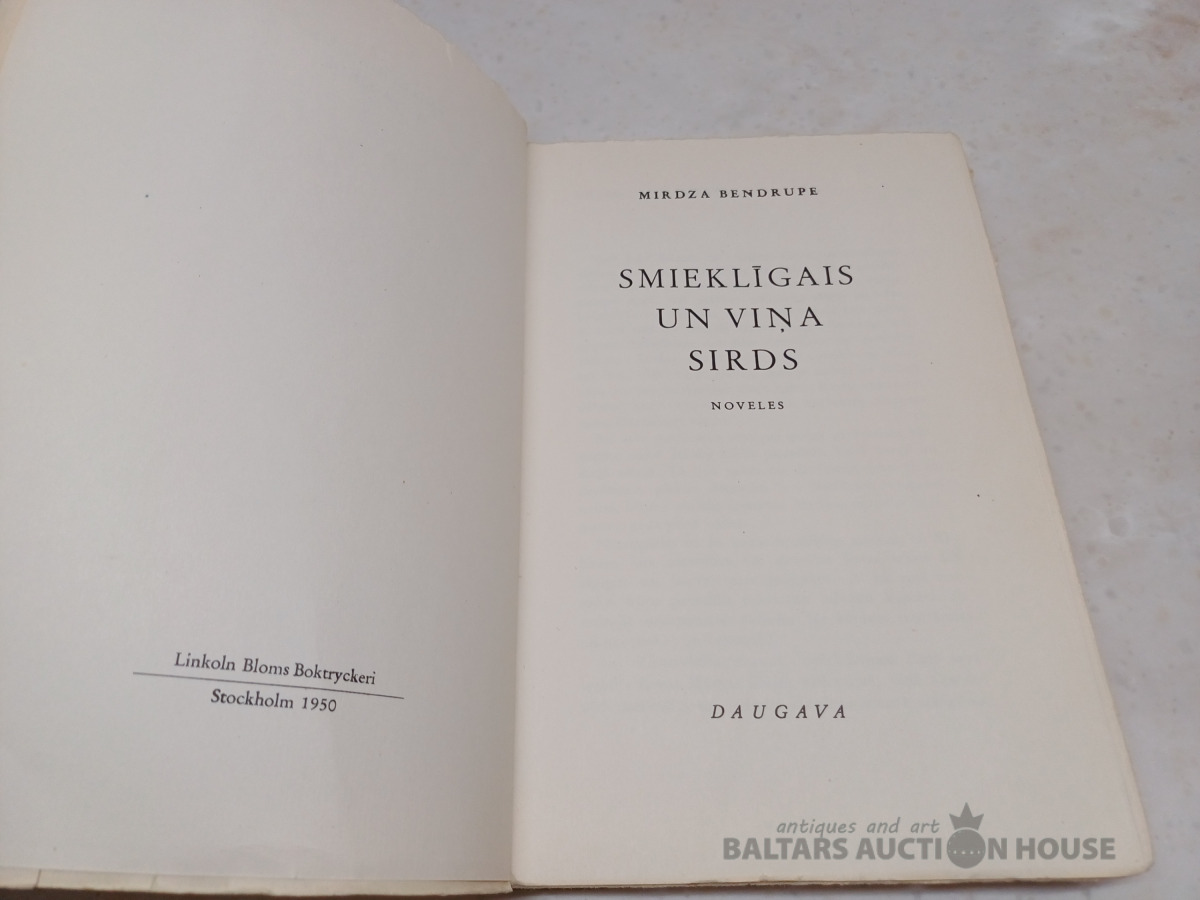 Linkoln Bloms Boktryckeri
Stockholm 1950
MIRDZA BENDRUPE
SMIEKLĪGAIS
UN VIŅA
SIRDS
NOVELES
DAUGAVA
antiques and art
BALTARS AUCTION HOUSE